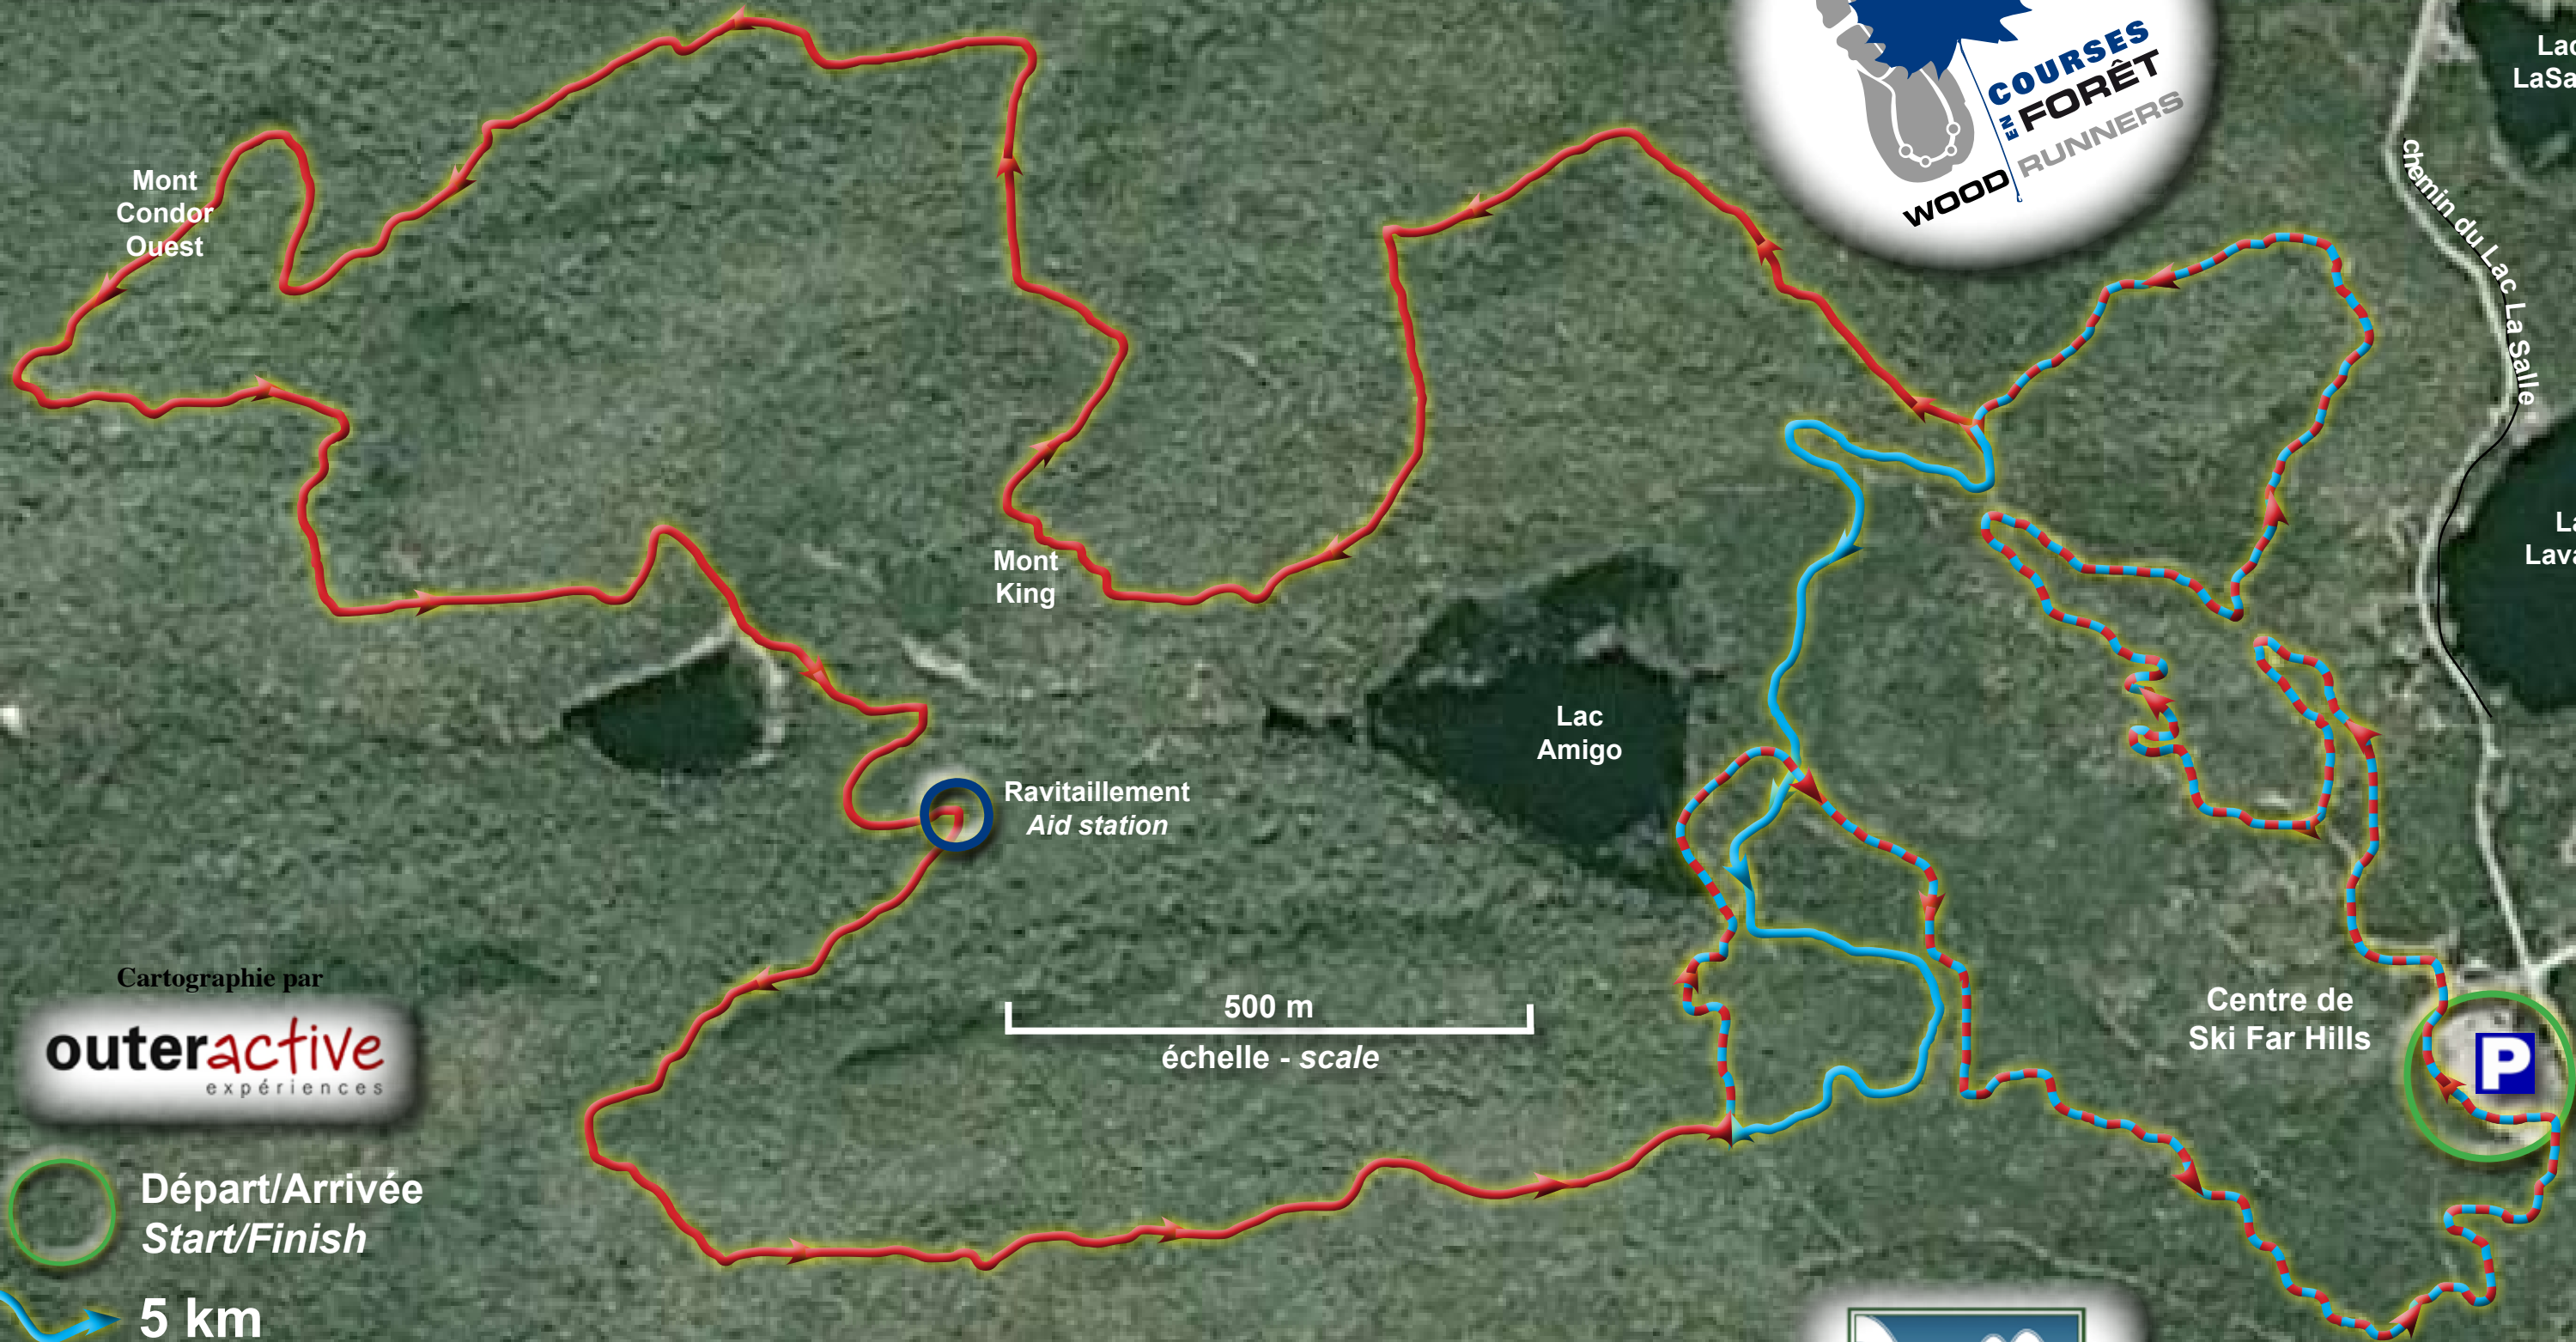 COURSES
EN FORÊT
WOOD RUNNERS
Lac
chemin du Lac La Salle
Mont
Condor
Ouest
Mont
King
Lac
Amigo
Ravitaillement
Aid station
500 m
échelle - scale
Centre de
Ski Far Hills
P
Cartographie par
outeractive
expériences
Départ/Arrivée
Start/Finish
5 km